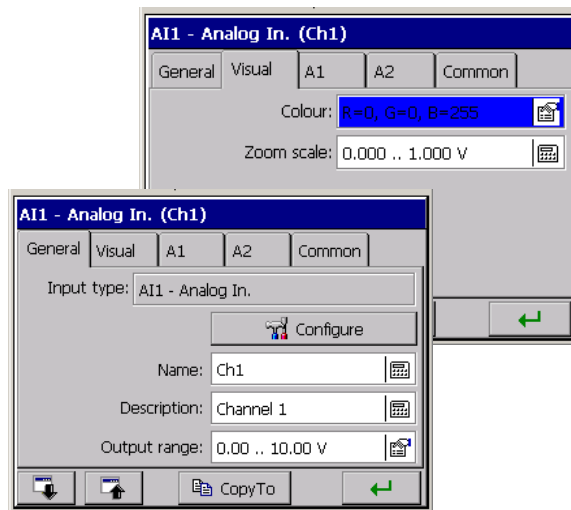 AI1 - Analog In. (Ch1)
General Visual A1 A2 Common
Colour: R=0, G=0, B=255
Zoom scale: 0.000 .. 1.000 V
AI1 - Analog In. (Ch1)
General Visual A1 A2 Common
Input type: AI1 - Analog In.
Configure
Name: Ch1
Description: Channel 1
Output range: 0.00 .. 10.00 V
CopyTo